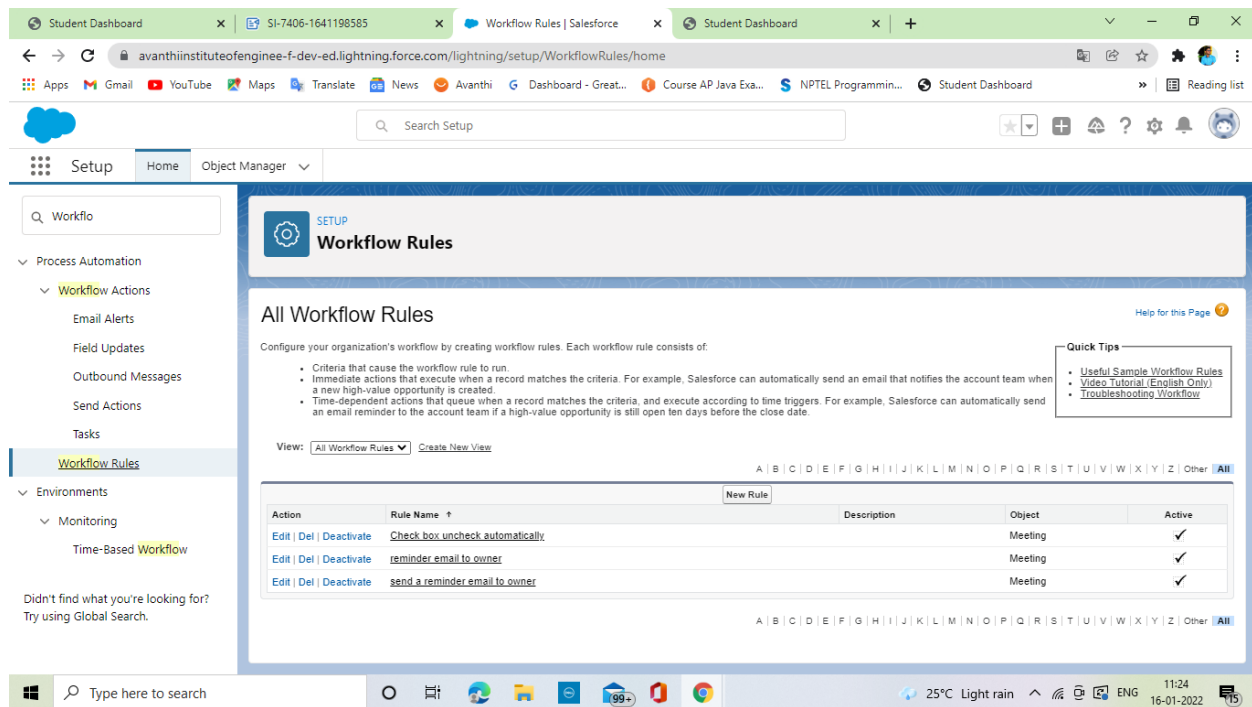 Student Dashboard
SI-7406-1641198585
Workflow Rules | Salesforce
Student Dashboard
avanthiinstituteofenginee-f-dev-ed.lightning.force.com/lightning/setup/WorkflowRules/home
Apps Gmail YouTube Maps Translate News Avanthi Dashboard - Great... Course AP Java Exa... NPTEL Programmin... Student Dashboard » Reading list
Search Setup
Setup Home Object Manager
Workflo
Process Automation
Workflow Actions
Email Alerts
Field Updates
Outbound Messages
Send Actions
Tasks
Workflow Rules
Environments
Monitoring
Time-Based Workflow
Didn't find what you're looking for?
Try using Global Search.
SETUP
Workflow Rules
All Workflow Rules
Help for this Page
Configure your organization's workflow by creating workflow rules. Each workflow rule consists of:
• Criteria that cause the workflow rule to run.
• Immediate actions that execute when a record matches the criteria. For example, Salesforce can automatically send an email that notifies the account team when
a new high-value opportunity is created.
• Time-dependent actions that queue when a record matches the criteria, and execute according to time triggers. For example, Salesforce can automatically send
an email reminder to the account team if a high-value opportunity is still open ten days before the close date.
Quick Tips
• Useful Sample Workflow Rules
• Video Tutorial (English Only)
• Troubleshooting Workflow
View: All Workflow Rules Create New View
A | B | C | D | E | F | G | H | I | J | K | L | M | N | O | P | Q | R | S | T | U | V | W | X | Y | Z | Other All
New Rule
Action Rule Name ↑ Description Object Active
Edit | Del | Deactivate Check box uncheck automatically Meeting ✓
Edit | Del | Deactivate reminder email to owner Meeting ✓
Edit | Del | Deactivate send a reminder email to owner Meeting ✓
A | B | C | D | E | F | G | H | I | J | K | L | M | N | O | P | Q | R | S | T | U | V | W | X | Y | Z | Other All
Type here to search
99+
25°C Light rain
ENG
11:24
16-01-2022
15